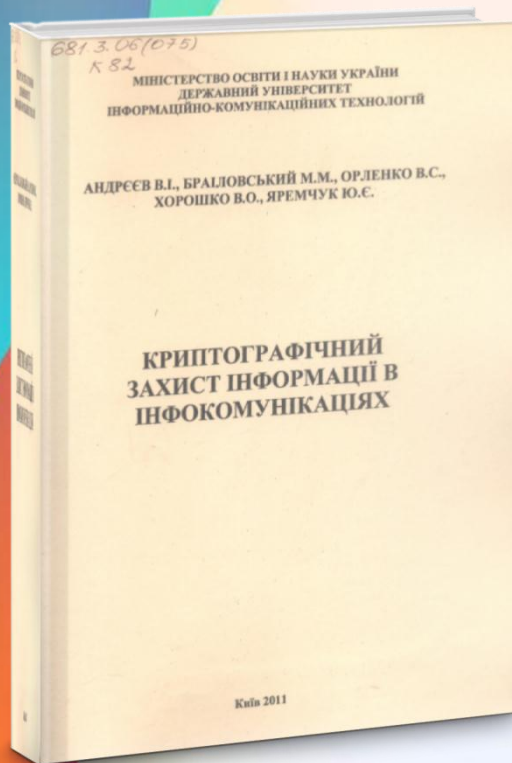 681.3.06(075)
К 82
МІНІСТЕРСТВО ОСВІТИ І НАУКИ УКРАЇНИ
ДЕРЖАВНИЙ УНІВЕРСИТЕТ
ІНФОРМАЦІЙНО-КОМУНІКАЦІЙНИХ ТЕХНОЛОГІЙ
АНДРЄЄВ В.І., БРАІЛОВСЬКИЙ М.М., ОРЛЕНКО В.С.,
ХОРОШКО В.О., ЯРЕМЧУК Ю.Є.
КРИПТОГРАФІЧНИЙ
ЗАХИСТ ІНФОРМАЦІЇ В
ІНФОКОМУНІКАЦІЯХ
Київ 2011